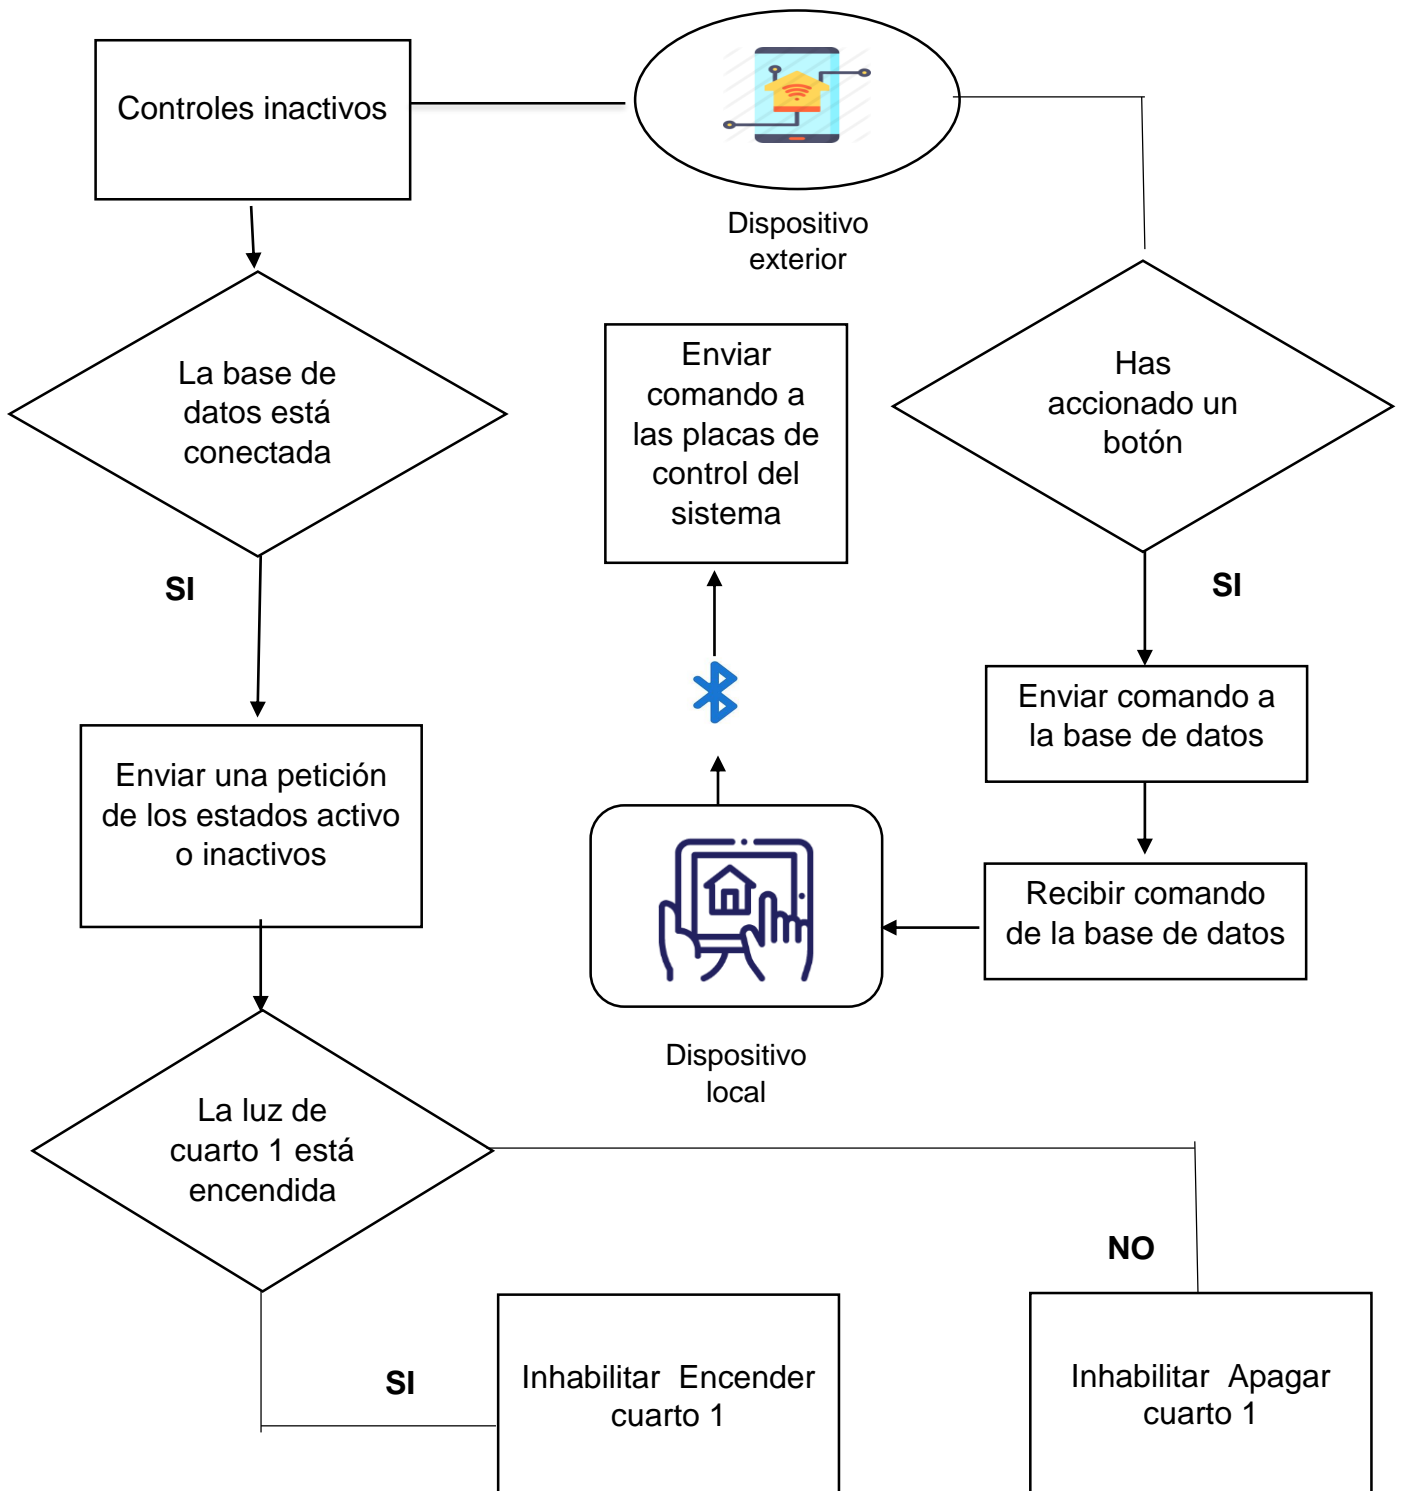 Controles inactivos
Dispositivo
exterior
La base de
datos está
conectada
Enviar
comando a
las placas de
control del
sistema
Has
accionado un
botón
SI
SI
Enviar comando a
la base de datos
Enviar una petición
de los estados activo
o inactivos
Recibir comando
de la base de datos
Dispositivo
local
La luz de
cuarto 1 está
encendida
NO
SI
Inhabilitar Encender
cuarto 1
Inhabilitar Apagar
cuarto 1